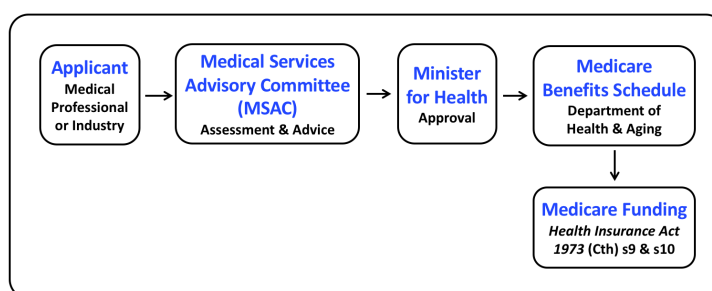 Applicant
Medical
Professional
or Industry
Medical Services
Advisory Committee
(MSAC)
Assessment & Advice
Minister
for Health
Approval
Medicare
Benefits Schedule
Department of
Health & Aging
Medicare Funding
Health Insurance Act
1973 (Cth) s9 & s10